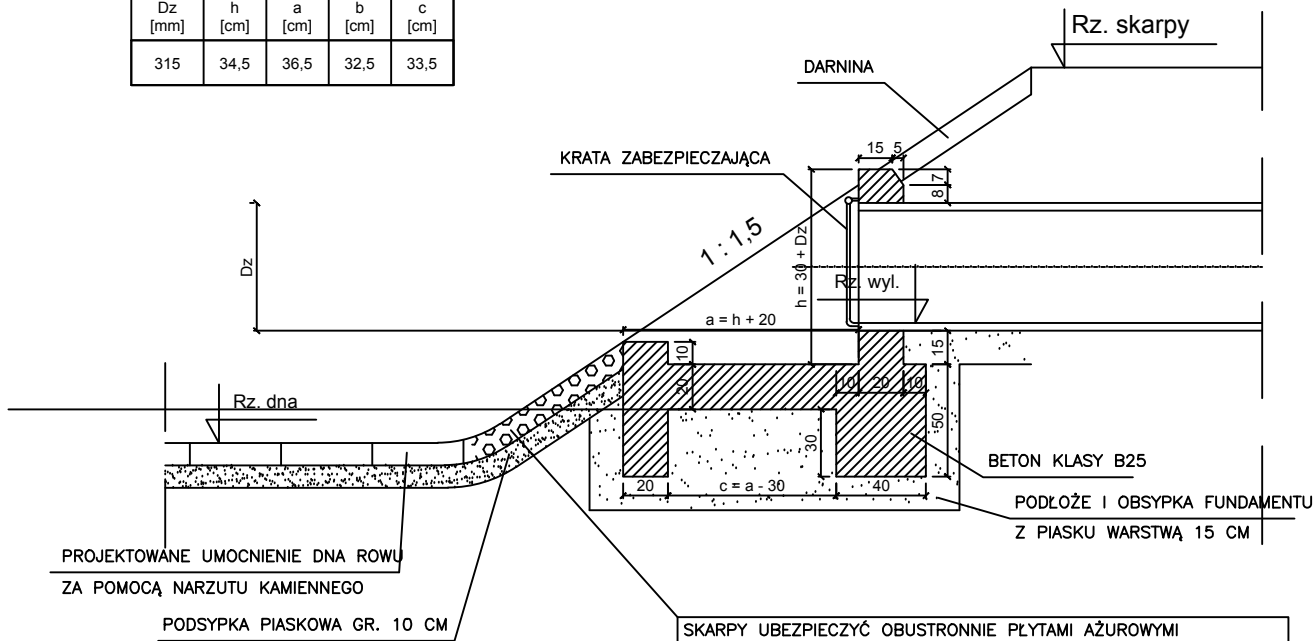 Dz h a b c
[mm] [cm] [cm] [cm] [cm]
315 34,5 36,5 32,5 33,5
Rz. skarpy
DARNINA
KRATA ZABEZPIECZAJĄCA
15 5
7
8
1 : 1,5
Dz
h = 30 + Dz
Rz. wyl.
a = h + 20
10
20
15
10 20 10
Rz. dna
50
30
BETON KLASY B25
20 c = a - 30 40
PODŁOŻE I OBSYPKA FUNDAMENTU
Z PIASKU WARSTWĄ 15 CM
PROJEKTOWANE UMOCNIENIE DNA ROWU
ZA POMOCĄ NARZUTU KAMIENNEGO
PODSYPKA PIASKOWA GR. 10 CM
SKARPY UBEZPIECZYĆ OBUSTRONNIE PŁYTAMI AŻUROWYMI